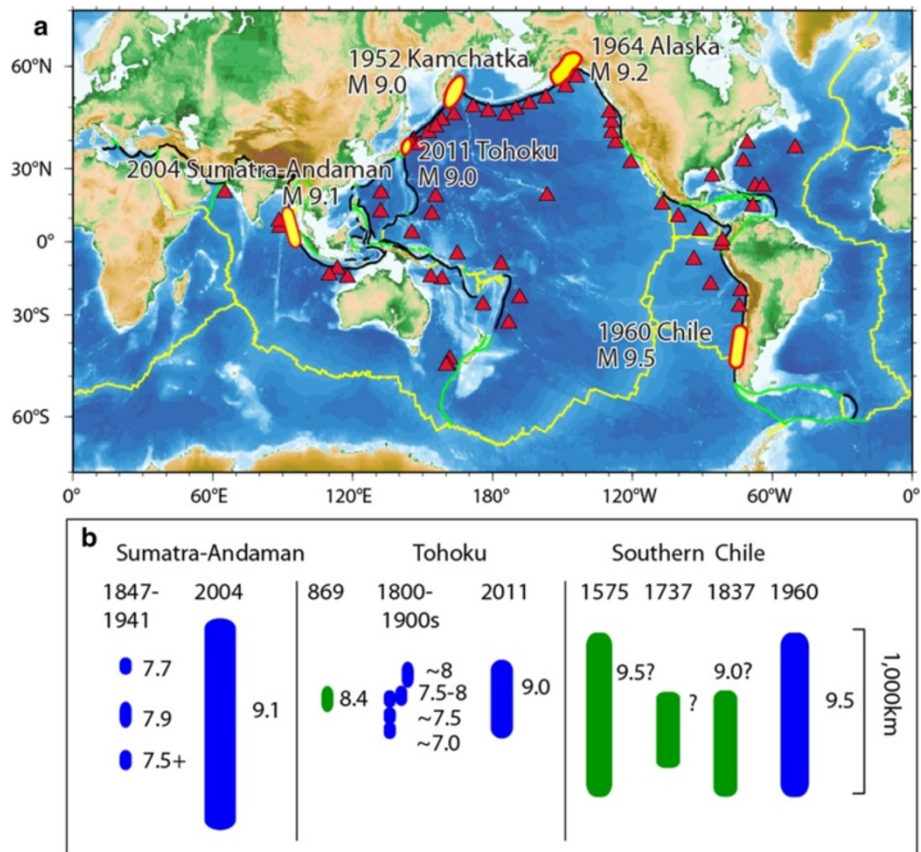 a
60°N
30°N
0°
30°S
60°S
1952 Kamchatka
M 9.0
1964 Alaska
M 9.2
2011 Tohoku
M 9.0
2004 Sumatra-Andaman
M 9.1
1960 Chile
M 9.5
0° 60°E 120°E 180° 120°W 60°W 0°
b
Sumatra-Andaman Tohoku Southern Chile
1847-
1941
2004
869
1800-
1900s
2011
1575 1737 1837 1960
7.7
7.9
7.5+
9.1
8.4
~8
7.5-8
~7.5
~7.0
9.0
9.5?
?
9.0?
9.5
1,000km